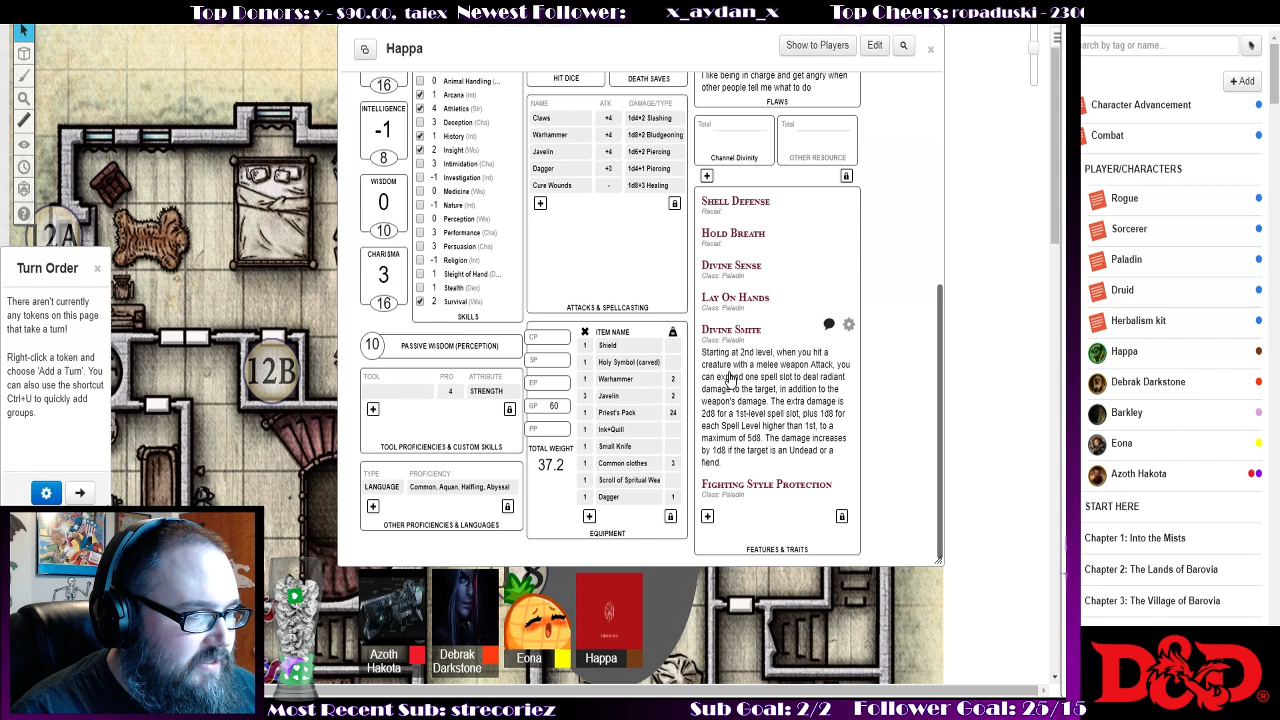 Top Donors: y - $90.00, taiex Newest Follower: x_aydan_x Top Cheers: ropaduski - 2300
Happa
Show to Players
Edit
16
INTELLIGENCE
-1
8
WISDOM
0
10
CHARISMA
3
16
0 Animal Handling (...
1 Arcana (Int)
4 Athletics (Str)
3 Deception (Cha)
1 History (Int)
2 Insight (Wis)
3 Intimidation (Cha)
-1 Investigation (Int)
0 Medicine (Wis)
-1 Nature (Int)
0 Perception (Wis)
3 Performance (Cha)
3 Persuasion (Cha)
-1 Religion (Int)
1 Sleight of Hand (D...
1 Stealth (Dex)
2 Survival (Wis)
SKILLS
10 PASSIVE WISDOM (PERCEPTION)
TOOL PRO ATTRIBUTE
4 STRENGTH
TOOL PROFICIENCIES & CUSTOM SKILLS
TYPE PROFICIENCY
LANGUAGE Common, Aquan, Halfling, Abyssal
OTHER PROFICIENCIES & LANGUAGES
HIT DICE
DEATH SAVES
NAME ATK DAMAGE/TYPE
Claws +4 1d4+2 Slashing
Warhammer +4 1d8+2 Bludgeoning
Javelin +4 1d6+2 Piercing
Dagger +3 1d4+1 Piercing
Cure Wounds - 1d8+3 Healing
ATTACKS & SPELLCASTING
CP
SP
EP
GP 60
PP
TOTAL WEIGHT
37.2
ITEM NAME
1 Shield
1 Holy Symbol (carved)
1 Warhammer 2
3 Javelin 2
1 Priest's Pack 24
1 Ink+Quill
1 Small Knife
1 Common clothes 3
1 Scroll of Spritual Wea
1 Dagger 1
EQUIPMENT
I like being in charge and get angry when
other people tell me what to do
FLAWS
Total
Channel Divinity
Total
OTHER RESOURCE
SHELL DEFENSE
Racial:
HOLD BREATH
Racial:
DIVINE SENSE
Class: Paladin
LAY ON HANDS
Class: Paladin
DIVINE SMITE
Class: Paladin
Starting at 2nd level, when you hit a
creature with a melee weapon Attack, you
can expend one spell slot to deal radiant
damage to the target, in addition to the
weapon's damage. The extra damage is
2d8 for a 1st-level spell slot, plus 1d8 for
each Spell Level higher than 1st, to a
maximum of 5d8. The damage increases
by 1d8 if the target is an Undead or a
fiend.
FIGHTING STYLE PROTECTION
Class: Paladin
FEATURES & TRAITS
12A
12B
Turn Order
There aren't currently
any tokens on this page
that take a turn!
Right-click a token and
choose 'Add a Turn'. You
can also use the shortcut
Ctrl+U to quickly add
groups.
Azoth
Hakota
Debrak
Darkstone
Eona
Happa
earch by tag or name...
+ Add
Character Advancement
Combat
PLAYER/CHARACTERS
Rogue
Sorcerer
Paladin
Druid
Herbalism kit
Happa
Debrak Darkstone
Barkley
Eona
Azoth Hakota
START HERE
Chapter 1: Into the Mists
Chapter 2: The Lands of Barovia
Chapter 3: The Village of Barovia
D&D
Most Recent Sub: strecoriez Sub Goal: 2/2 Follower Goal: 25/15